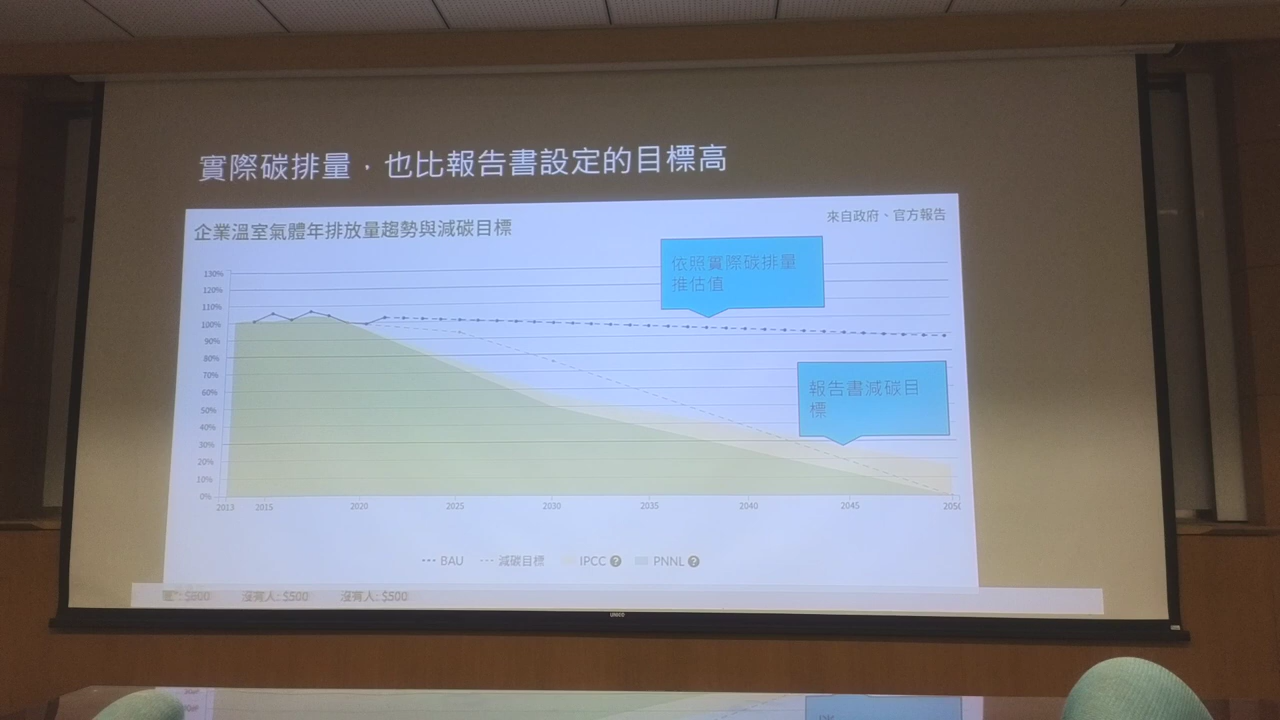 實際碳排量，也比報告書設定的目標高
企業溫室氣體年排放量趨勢與減碳目標
來自政府、官方報告
依照實際碳排量
推估值
報告書減碳目
標
130%
120%
110%
100%
90%
80%
70%
60%
50%
40%
30%
20%
10%
0%
2013 2015 2020 2025 2030 2035 2040 2045 205
BAU 減碳目標 IPCC ? PNNL ?
沒有人: $500 沒有人: $500